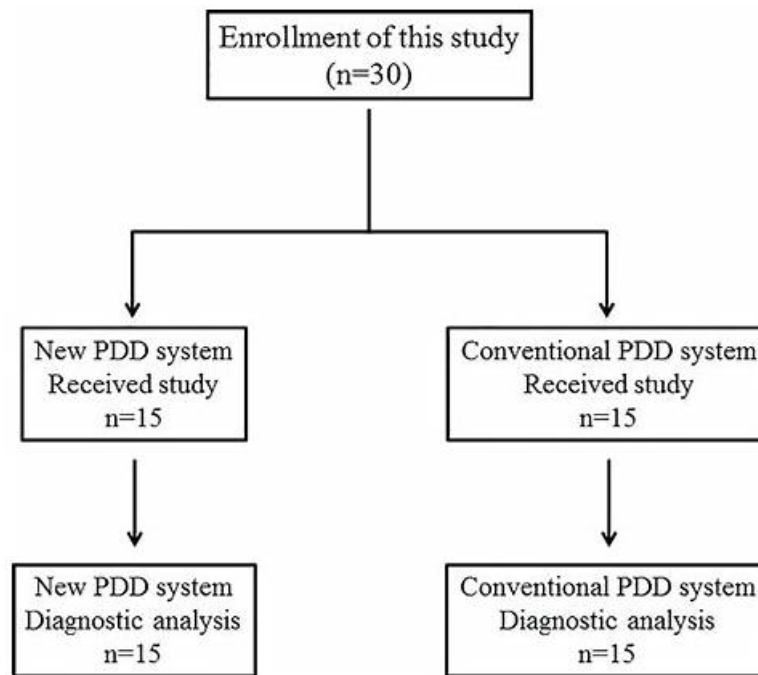 Enrollment of this study
(n=30)
New PDD system
Received study
n=15
Conventional PDD system
Received study
n=15
New PDD system
Diagnostic analysis
n=15
Conventional PDD system
Diagnostic analysis
n=15